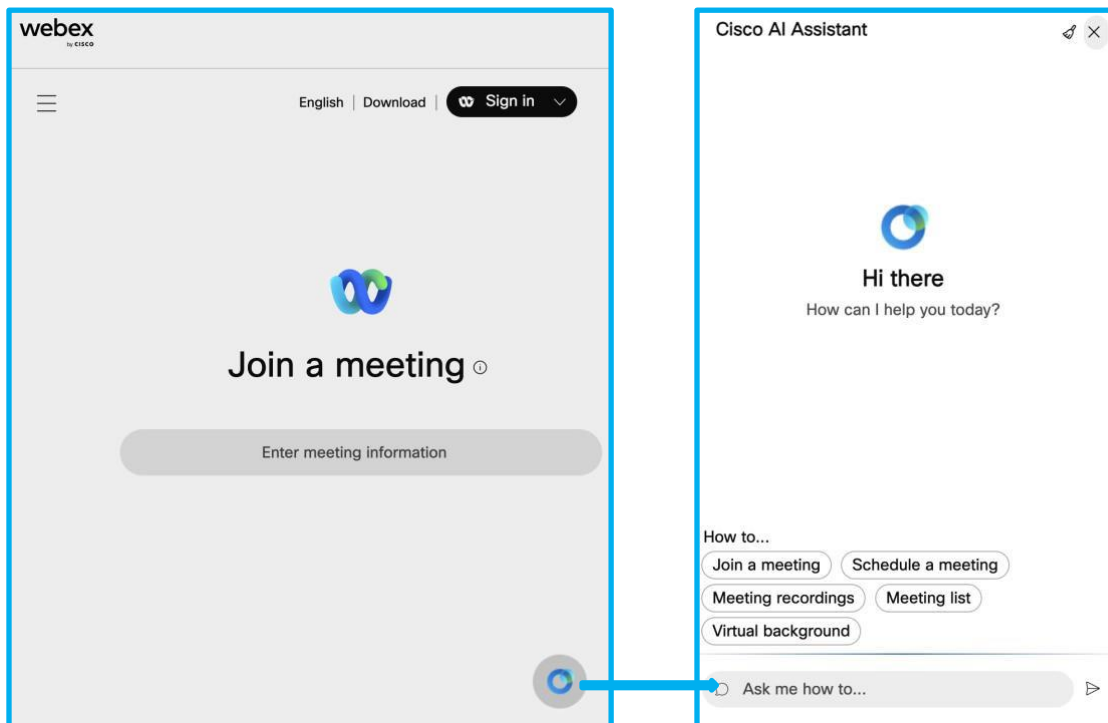 webex
by CISCO
English | Download | Sign in
Join a meeting
Enter meeting information
Cisco AI Assistant
Hi there
How can I help you today?
How to...
Join a meeting Schedule a meeting
Meeting recordings Meeting list
Virtual background
Ask me how to...